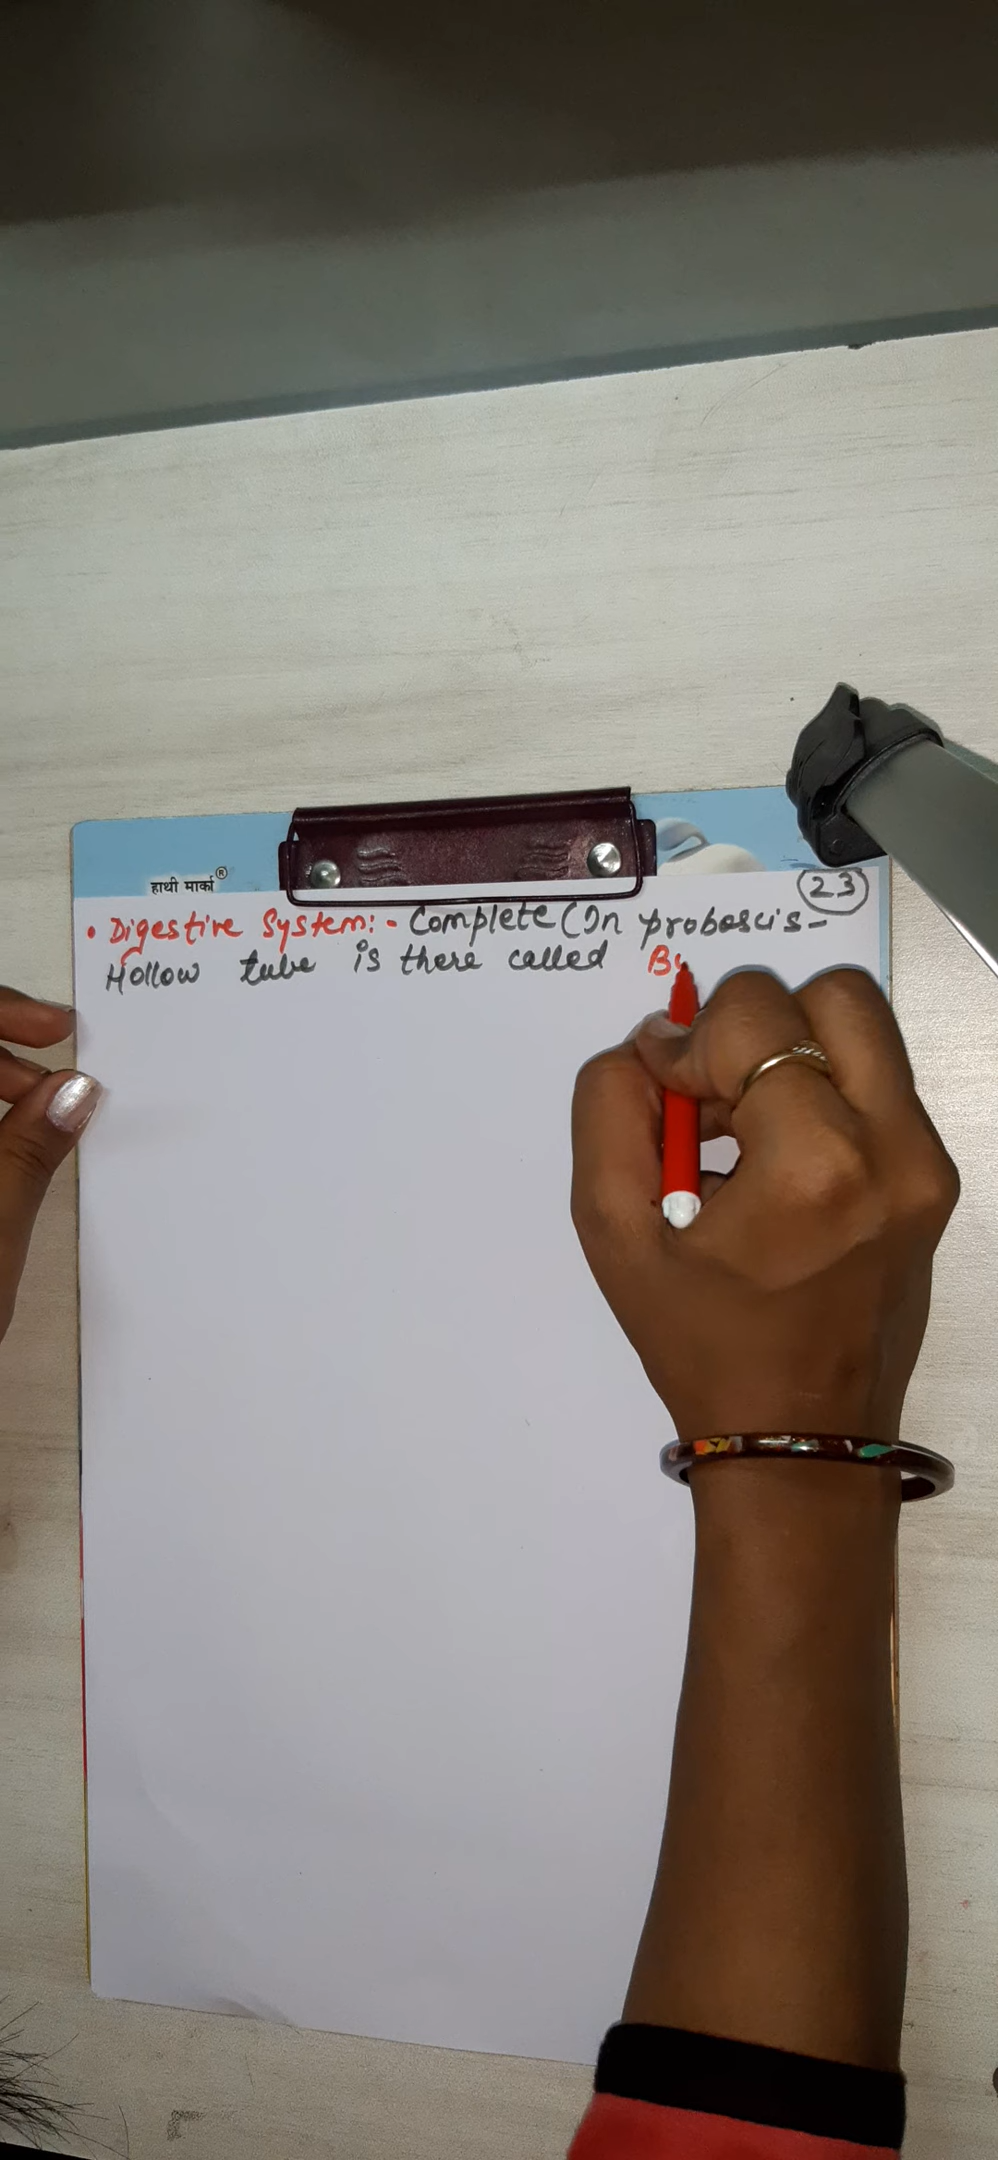 हाथी मार्का®
23
• Digestive System:- Complete (In proboscis-
Hollow tube is there called